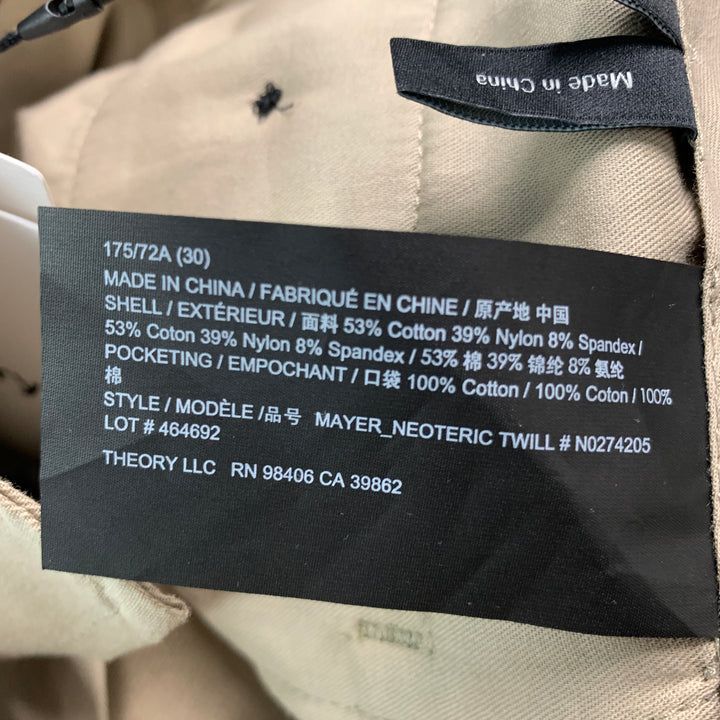 Made in China
175/72A (30)
MADE IN CHINA / FABRIQUÉ EN CHINE / 原产地 中国
SHELL / EXTÉRIEUR / 面料 53% Cotton 39% Nylon 8% Spandex /
53% Coton 39% Nylon 8% Spandex / 53% 棉 39% 锦纶 8% 氨纶
POCKETING / EMPOCHANT / 口袋 100% Cotton / 100% Coton / 100%
棉
STYLE / MODÈLE /品号 MAYER_NEOTERIC TWILL # N0274205
LOT # 464692
THEORY LLC RN 98406 CA 39862